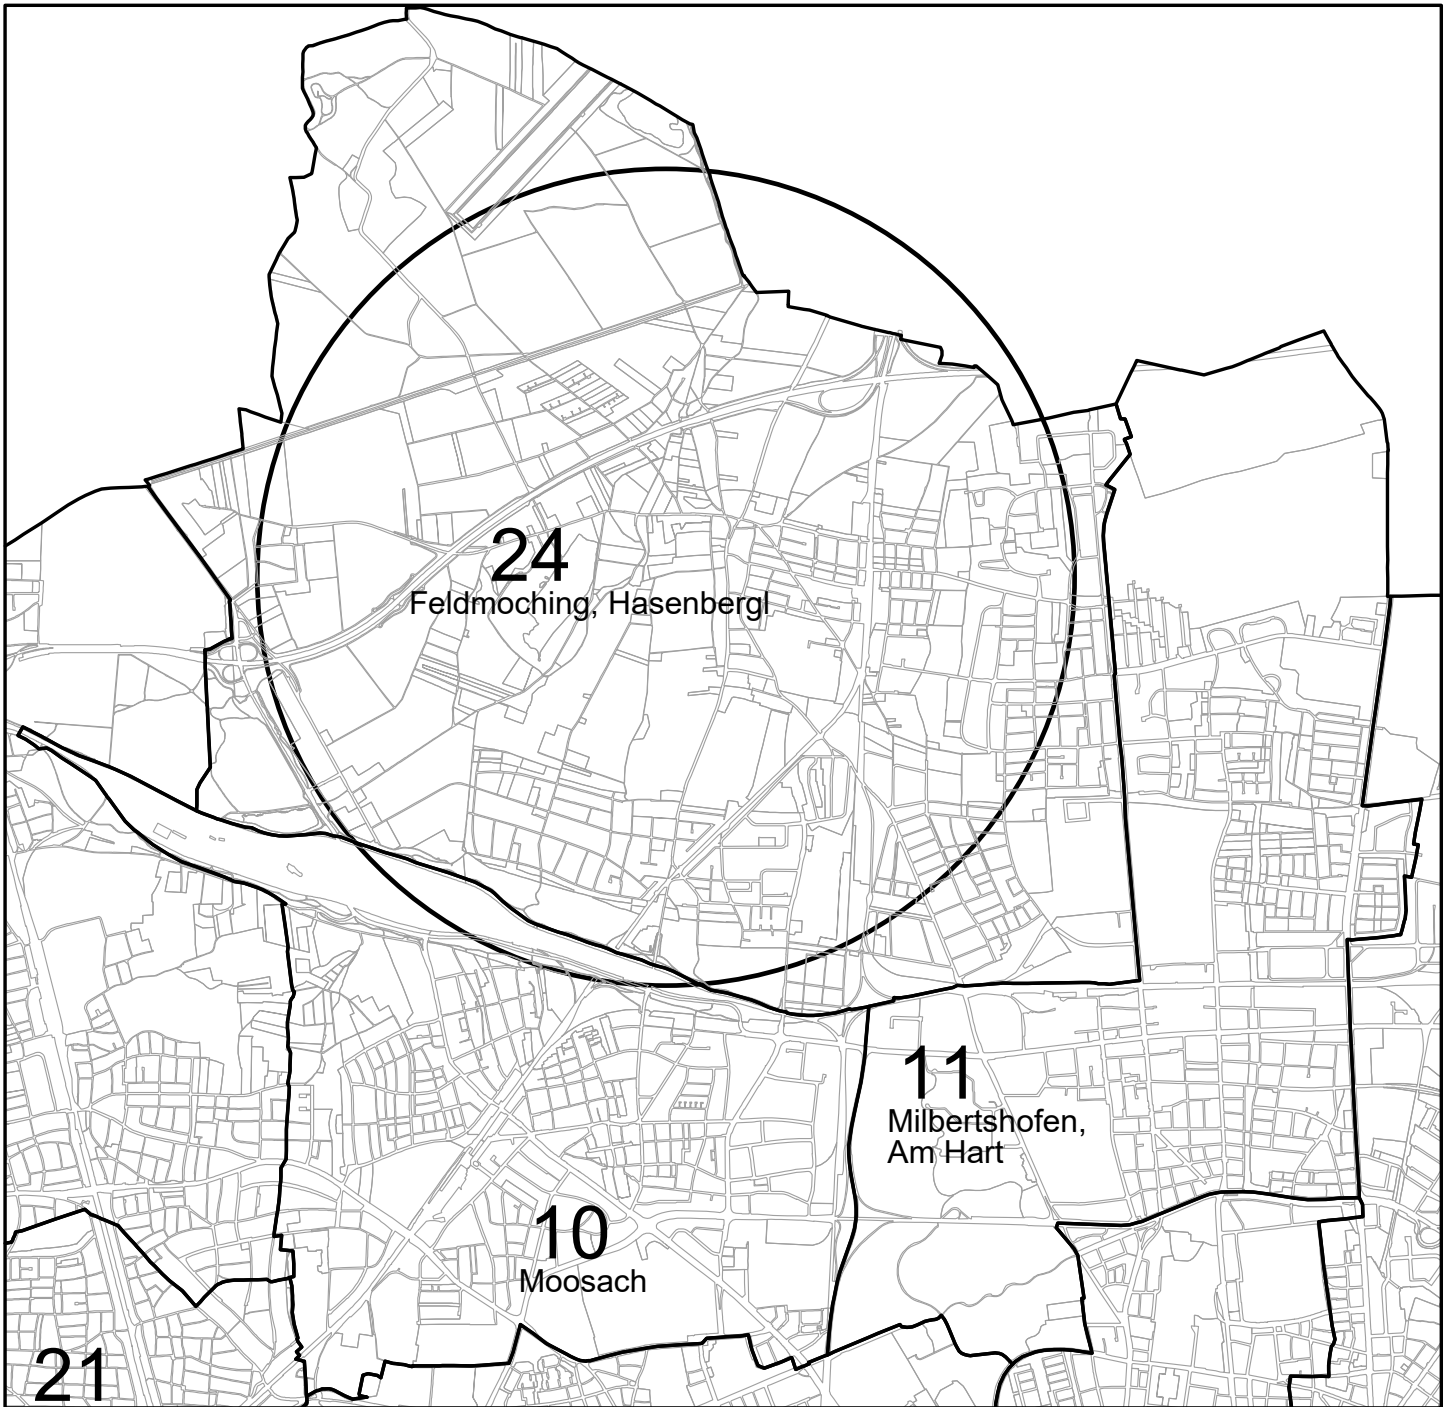 24
Feldmoching, Hasenbergl
11
Milbertshofen,
Am Hart
10
Moosach
21